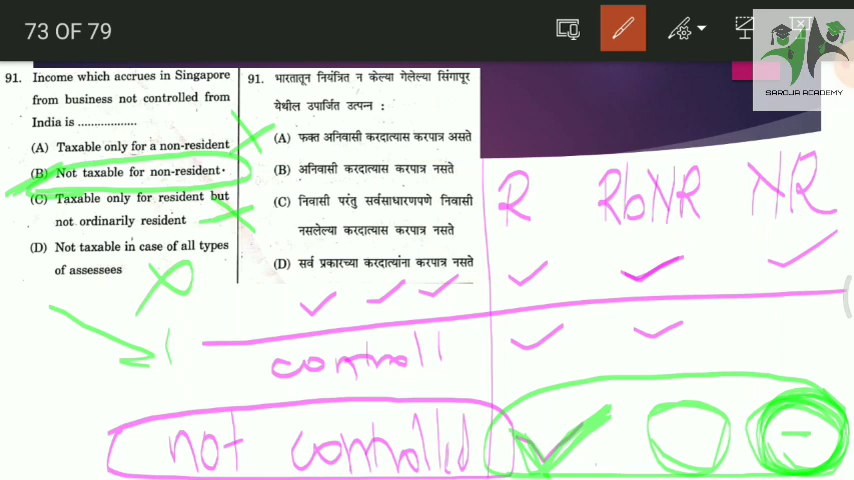 73 OF 79
SAROJA ACADEMY
91. Income which accrues in Singapore
from business not controlled from
India is ..................
(A) Taxable only for a non-resident
(B) Not taxable for non-resident.
(C) Taxable only for resident but
not ordinarily resident
(D) Not taxable in case of all types
of assessees
91. भारतातून नियंत्रित न केल्या गेलेल्या सिंगापूर
येथील उपार्जित उत्पन्न :
(A) फक्त अनिवासी करदात्यास करपात्र असते
(B) अनिवासी करदात्यास करपात्र नसते
(C) निवासी परंतु सर्वसाधारणपणे निवासी
नसलेल्या करदात्यास करपात्र नसते
(D) सर्व प्रकारच्या करदात्यांना करपात्र नसते
R RbNR NR
controll
not controlled